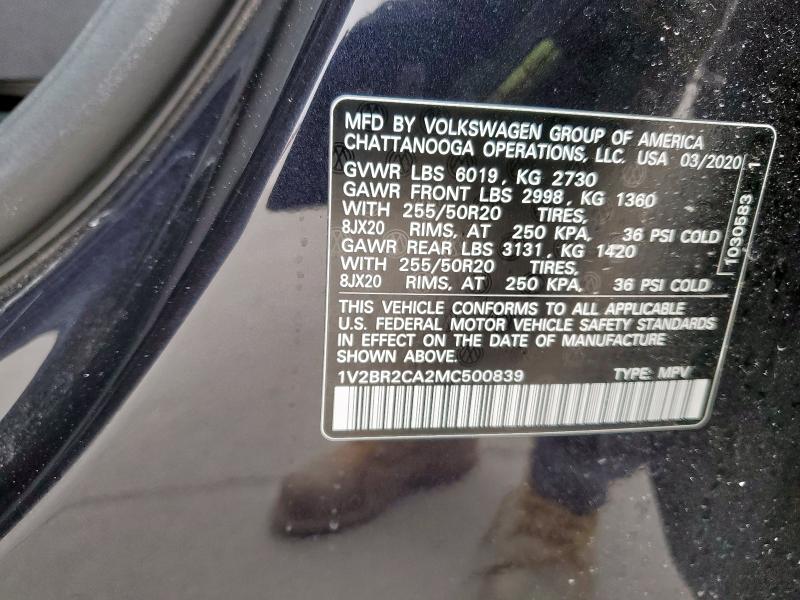 MFD BY VOLKSWAGEN GROUP OF AMERICA
CHATTANOOGA OPERATIONS, LLC. USA 03/2020
GVWR LBS 6019, KG 2730
GAWR FRONT LBS 2998, KG 1360
WITH 255/50R20 TIRES,
8JX20 RIMS, AT 250 KPA, 36 PSI COLD
GAWR REAR LBS 3131, KG 1420
WITH 255/50R20 TIRES,
8JX20 RIMS, AT 250 KPA, 36 PSI COLD
1030583 1
THIS VEHICLE CONFORMS TO ALL APPLICABLE
U.S. FEDERAL MOTOR VEHICLE SAFETY STANDARDS
IN EFFECT ON THE DATE OF MANUFACTURE
SHOWN ABOVE.
1V2BR2CA2MC500839 TYPE: MPV